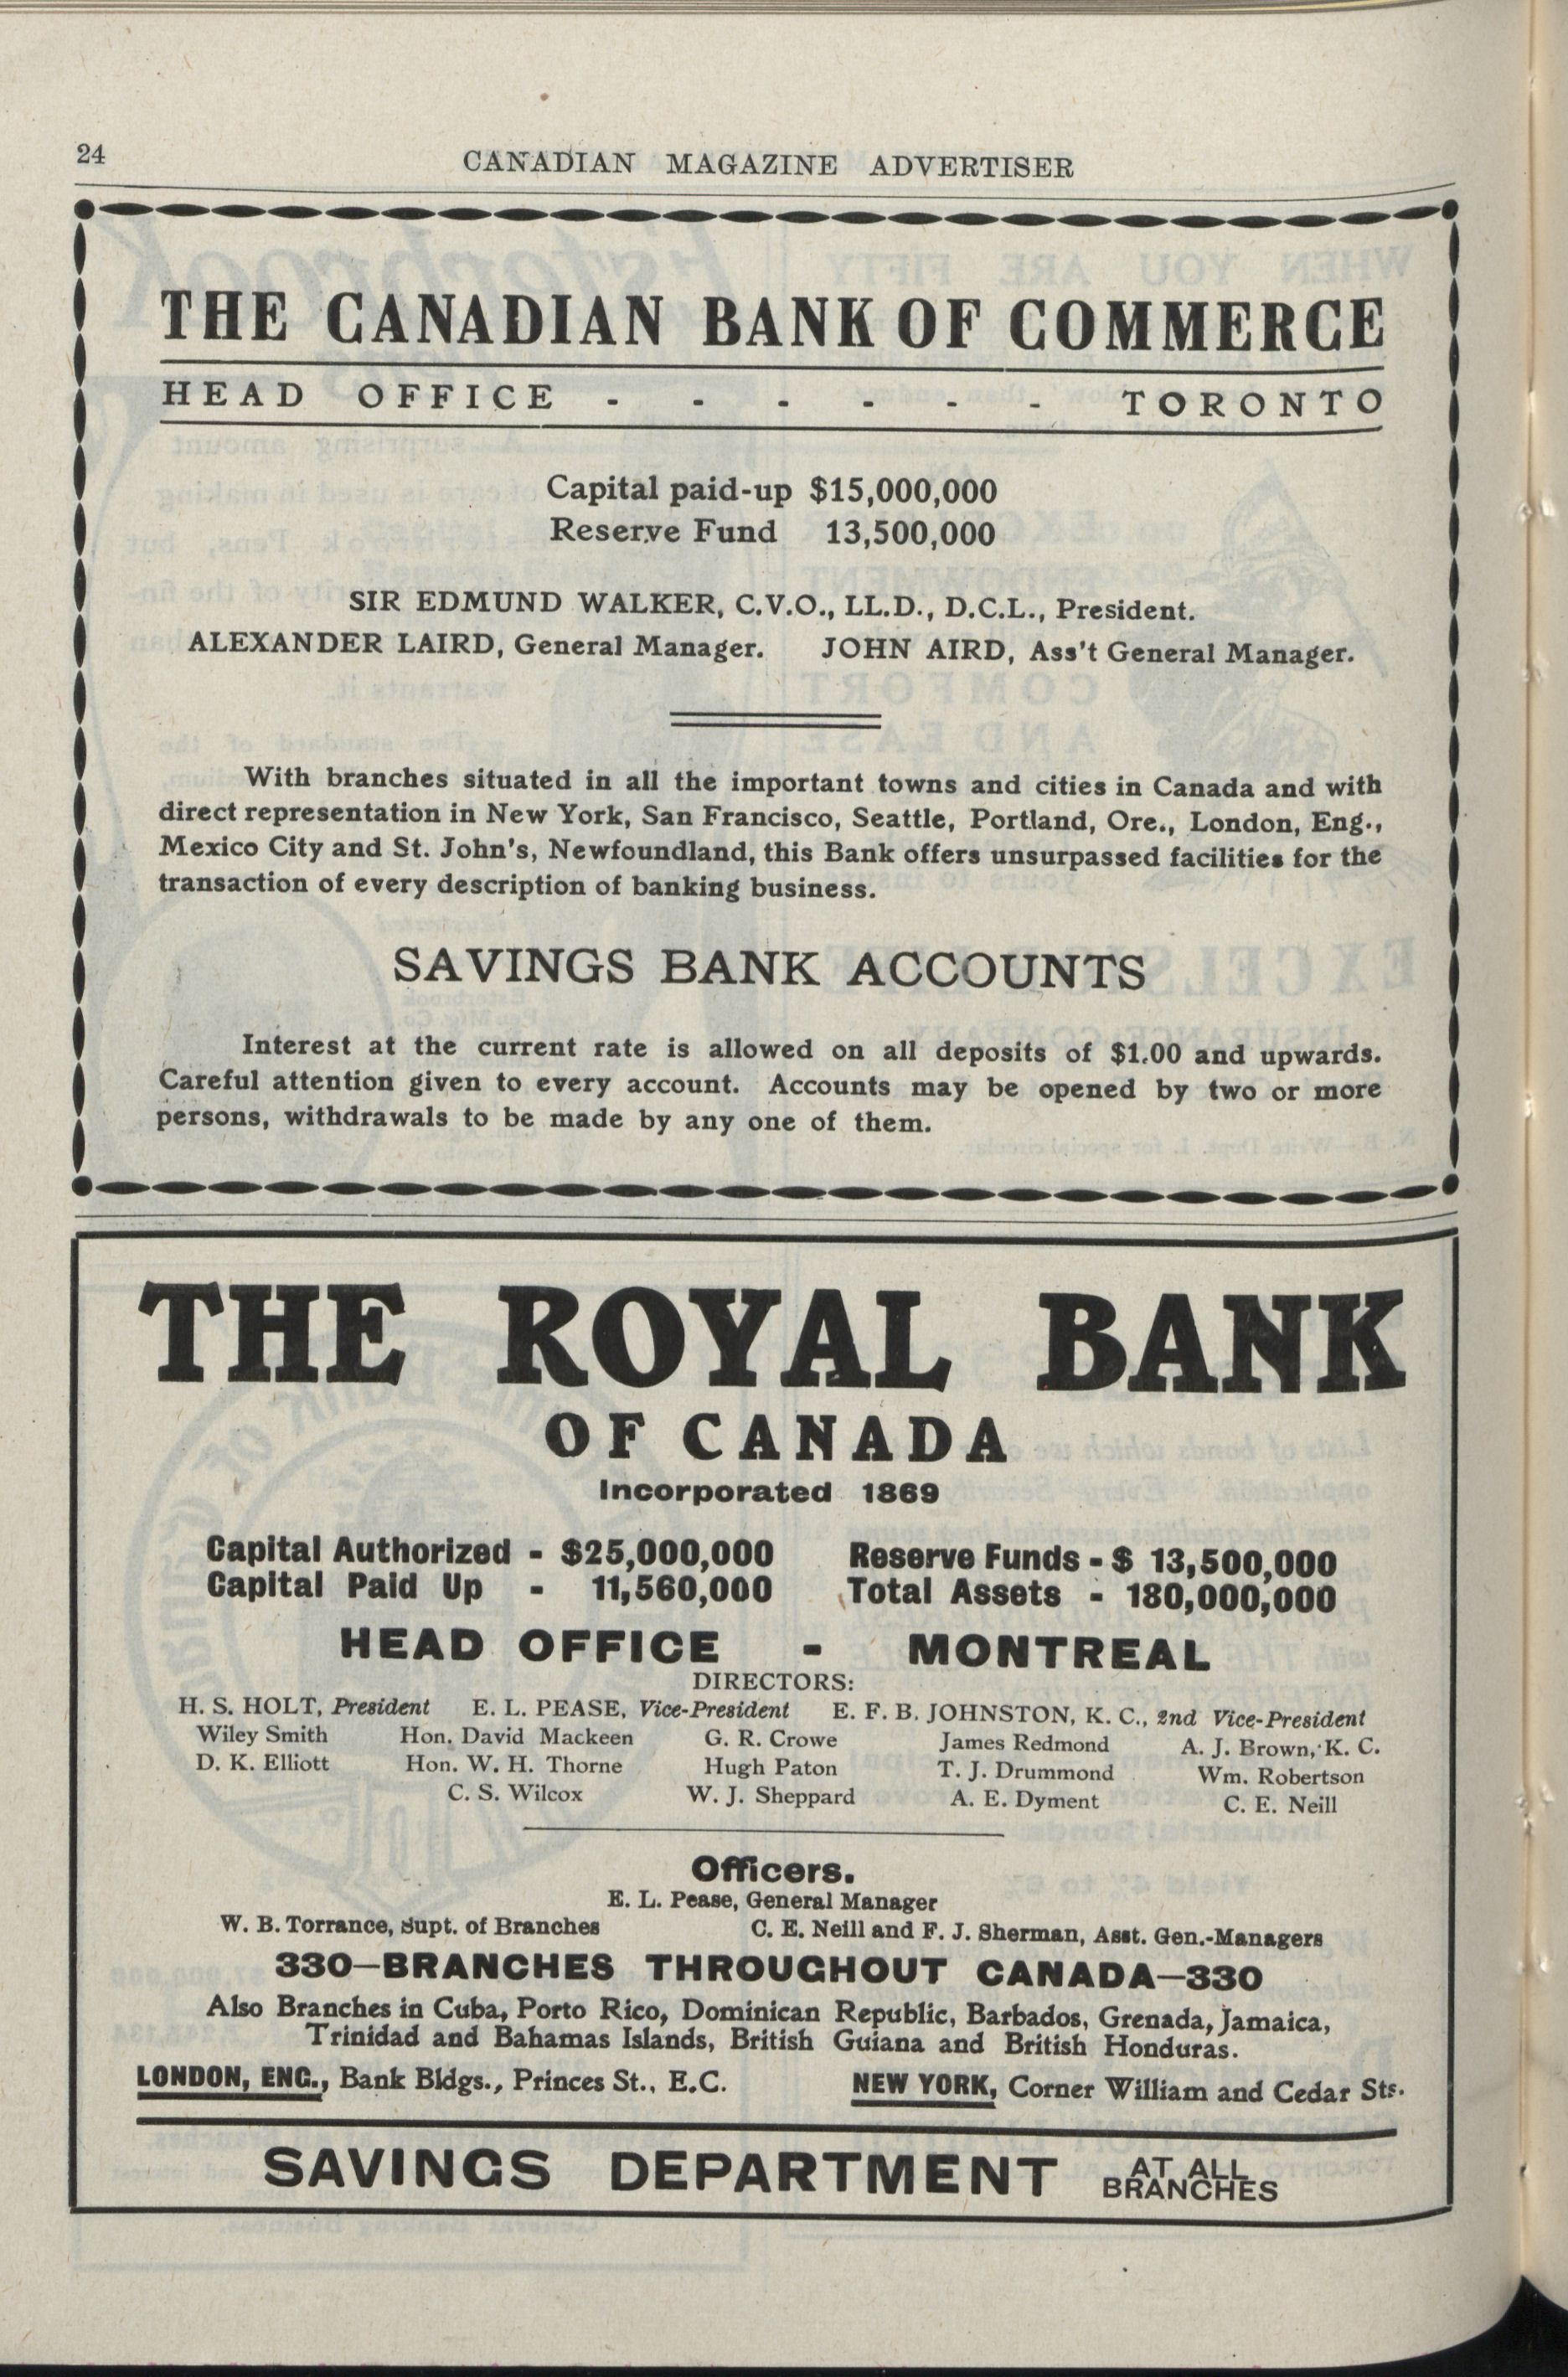 24
CANADIAN MAGAZINE ADVERTISER
THE CANADIAN BANK OF COMMERCE
HEAD OFFICE - - - - - - TORONTO
Capital paid-up $15,000,000
Reserve Fund 13,500,000
SIR EDMUND WALKER, C.V.O., LL.D., D.C.L., President.
ALEXANDER LAIRD, General Manager. JOHN AIRD, Ass't General Manager.
With branches situated in all the important towns and cities in Canada and with
direct representation in New York, San Francisco, Seattle, Portland, Ore., London, Eng.,
Mexico City and St. John's, Newfoundland, this Bank offers unsurpassed facilities for the
transaction of every description of banking business.
SAVINGS BANK ACCOUNTS
Interest at the current rate is allowed on all deposits of $1.00 and upwards.
Careful attention given to every account. Accounts may be opened by two or more
persons, withdrawals to be made by any one of them.
THE ROYAL BANK
OF CANADA
Incorporated 1869
Capital Authorized - $25,000,000 Reserve Funds - $ 13,500,000
Capital Paid Up - 11,560,000 Total Assets - 180,000,000
HEAD OFFICE - MONTREAL
DIRECTORS:
H. S. HOLT, President E. L. PEASE, Vice-President E. F. B. JOHNSTON, K. C., 2nd Vice-President
Wiley Smith Hon. David Mackeen G. R. Crowe James Redmond A. J. Brown, K. C.
D. K. Elliott Hon. W. H. Thorne Hugh Paton T. J. Drummond Wm. Robertson
C. S. Wilcox W. J. Sheppard A. E. Dyment C. E. Neill
Officers.
E. L. Pease, General Manager
W. B. Torrance, Supt. of Branches C. E. Neill and F. J. Sherman, Asst. Gen.-Managers
330—BRANCHES THROUGHOUT CANADA—330
Also Branches in Cuba, Porto Rico, Dominican Republic, Barbados, Grenada, Jamaica,
Trinidad and Bahamas Islands, British Guiana and British Honduras.
LONDON, ENG., Bank Bldgs., Princes St., E.C. NEW YORK, Corner William and Cedar Sts.
SAVINGS DEPARTMENT AT ALL
BRANCHES